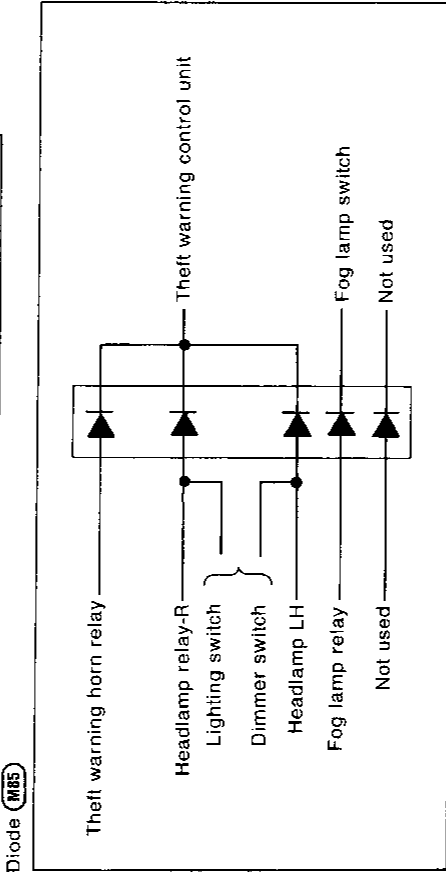 Diode M85
Theft warning horn relay
Headlamp relay-R
Lighting switch
Dimmer switch
Headlamp LH
Fog lamp relay
Not used
Theft warning control unit
Fog lamp switch
Not used